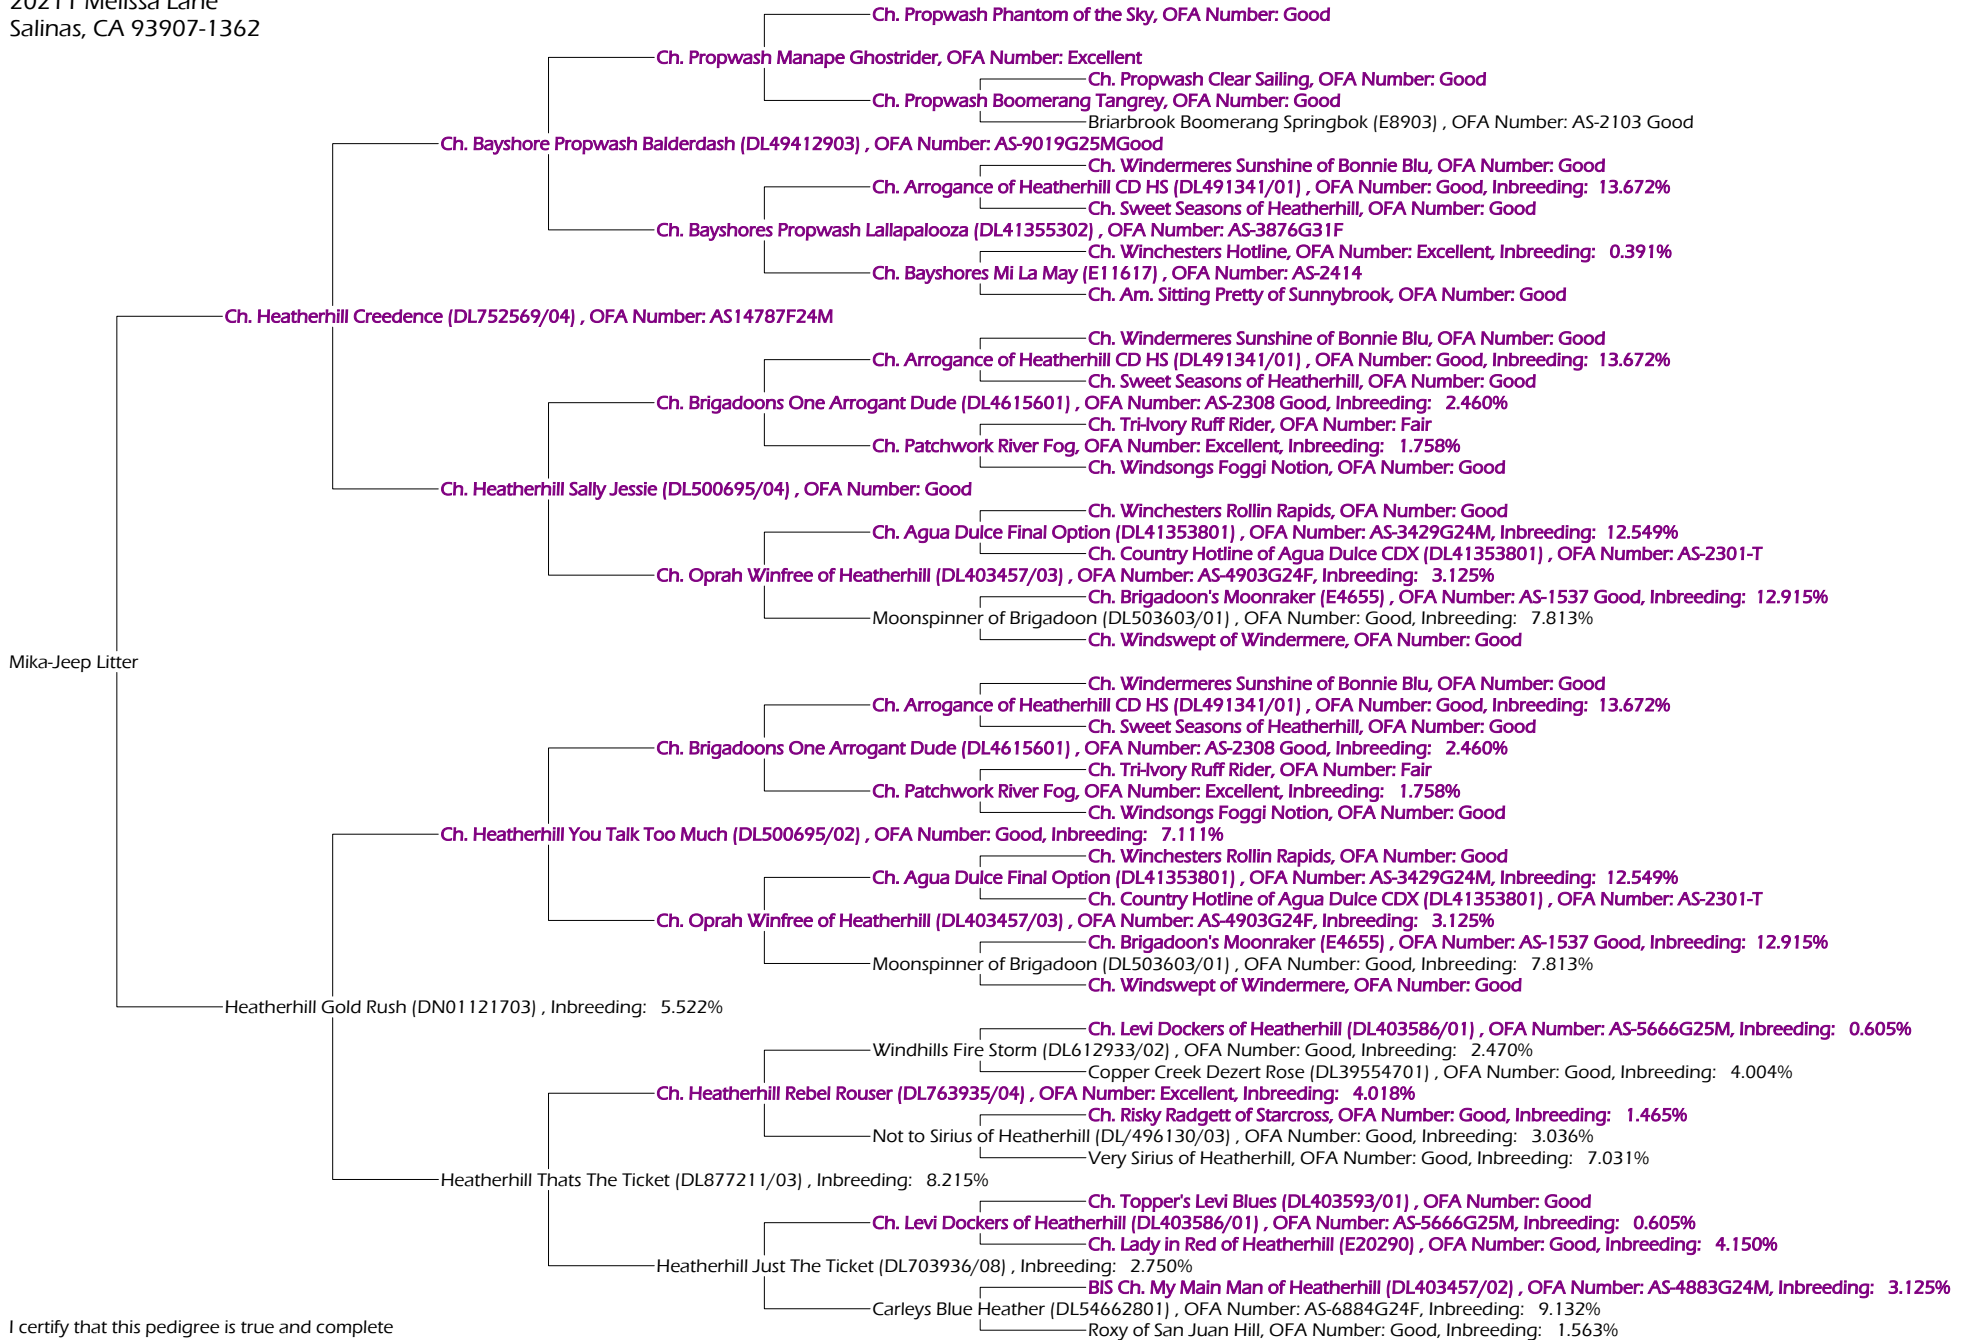 20211 Melissa Lane
Salinas, CA 93907-1362
Ch. Propwash Phantom of the Sky, OFA Number: Good
Ch. Propwash Manape Ghostrider, OFA Number: Excellent
Ch. Propwash Clear Sailing, OFA Number: Good
Ch. Propwash Boomerang Tangrey, OFA Number: Good
Briarbrook Boomerang Springbok (E8903) , OFA Number: AS-2103 Good
Ch. Bayshore Propwash Balderdash (DL49412903) , OFA Number: AS-9019G25MGood
Ch. Windermeres Sunshine of Bonnie Blu, OFA Number: Good
Ch. Arrogance of Heatherhill CD HS (DL491341/01) , OFA Number: Good, Inbreeding: 13.672%
Ch. Sweet Seasons of Heatherhill, OFA Number: Good
Ch. Bayshores Propwash Lallapalooza (DL41355302) , OFA Number: AS-3876G31F
Ch. Winchesters Hotline, OFA Number: Excellent, Inbreeding: 0.391%
Ch. Bayshores Mi La May (E11617) , OFA Number: AS-2414
Ch. Am. Sitting Pretty of Sunnybrook, OFA Number: Good
Ch. Heatherhill Creedence (DL752569/04) , OFA Number: AS14787F24M
Ch. Windermeres Sunshine of Bonnie Blu, OFA Number: Good
Ch. Arrogance of Heatherhill CD HS (DL491341/01) , OFA Number: Good, Inbreeding: 13.672%
Ch. Sweet Seasons of Heatherhill, OFA Number: Good
Ch. Brigadoons One Arrogant Dude (DL4615601) , OFA Number: AS-2308 Good, Inbreeding: 2.460%
Ch. Tri-Ivory Ruff Rider, OFA Number: Fair
Ch. Patchwork River Fog, OFA Number: Excellent, Inbreeding: 1.758%
Ch. Windsongs Foggi Notion, OFA Number: Good
Ch. Heatherhill Sally Jessie (DL500695/04) , OFA Number: Good
Ch. Winchesters Rollin Rapids, OFA Number: Good
Ch. Agua Dulce Final Option (DL41353801) , OFA Number: AS-3429G24M, Inbreeding: 12.549%
Ch. Country Hotline of Agua Dulce CDX (DL41353801) , OFA Number: AS-2301-T
Ch. Oprah Winfree of Heatherhill (DL403457/03) , OFA Number: AS-4903G24F, Inbreeding: 3.125%
Ch. Brigadoon's Moonraker (E4655) , OFA Number: AS-1537 Good, Inbreeding: 12.915%
Moonspinner of Brigadoon (DL503603/01) , OFA Number: Good, Inbreeding: 7.813%
Ch. Windswept of Windermere, OFA Number: Good
Mika-Jeep Litter
Ch. Windermeres Sunshine of Bonnie Blu, OFA Number: Good
Ch. Arrogance of Heatherhill CD HS (DL491341/01) , OFA Number: Good, Inbreeding: 13.672%
Ch. Sweet Seasons of Heatherhill, OFA Number: Good
Ch. Brigadoons One Arrogant Dude (DL4615601) , OFA Number: AS-2308 Good, Inbreeding: 2.460%
Ch. Tri-Ivory Ruff Rider, OFA Number: Fair
Ch. Patchwork River Fog, OFA Number: Excellent, Inbreeding: 1.758%
Ch. Windsongs Foggi Notion, OFA Number: Good
Ch. Heatherhill You Talk Too Much (DL500695/02) , OFA Number: Good, Inbreeding: 7.111%
Ch. Winchesters Rollin Rapids, OFA Number: Good
Ch. Agua Dulce Final Option (DL41353801) , OFA Number: AS-3429G24M, Inbreeding: 12.549%
Ch. Country Hotline of Agua Dulce CDX (DL41353801) , OFA Number: AS-2301-T
Ch. Oprah Winfree of Heatherhill (DL403457/03) , OFA Number: AS-4903G24F, Inbreeding: 3.125%
Ch. Brigadoon's Moonraker (E4655) , OFA Number: AS-1537 Good, Inbreeding: 12.915%
Moonspinner of Brigadoon (DL503603/01) , OFA Number: Good, Inbreeding: 7.813%
Ch. Windswept of Windermere, OFA Number: Good
Heatherhill Gold Rush (DN01121703) , Inbreeding: 5.522%
Ch. Levi Dockers of Heatherhill (DL403586/01) , OFA Number: AS-5666G25M, Inbreeding: 0.605%
Windhills Fire Storm (DL612933/02) , OFA Number: Good, Inbreeding: 2.470%
Copper Creek Dezert Rose (DL39554701) , OFA Number: Good, Inbreeding: 4.004%
Ch. Heatherhill Rebel Rouser (DL763935/04) , OFA Number: Excellent, Inbreeding: 4.018%
Ch. Risky Radgett of Starcross, OFA Number: Good, Inbreeding: 1.465%
Not to Sirius of Heatherhill (DL/496130/03) , OFA Number: Good, Inbreeding: 3.036%
Very Sirius of Heatherhill, OFA Number: Good, Inbreeding: 7.031%
Heatherhill Thats The Ticket (DL877211/03) , Inbreeding: 8.215%
Ch. Topper's Levi Blues (DL403593/01) , OFA Number: Good
Ch. Levi Dockers of Heatherhill (DL403586/01) , OFA Number: AS-5666G25M, Inbreeding: 0.605%
Ch. Lady in Red of Heatherhill (E20290) , OFA Number: Good, Inbreeding: 4.150%
Heatherhill Just The Ticket (DL703936/08) , Inbreeding: 2.750%
BIS Ch. My Main Man of Heatherhill (DL403457/02) , OFA Number: AS-4883G24M, Inbreeding: 3.125%
Carleys Blue Heather (DL54662801) , OFA Number: AS-6884G24F, Inbreeding: 9.132%
Roxy of San Juan Hill, OFA Number: Good, Inbreeding: 1.563%
I certify that this pedigree is true and complete